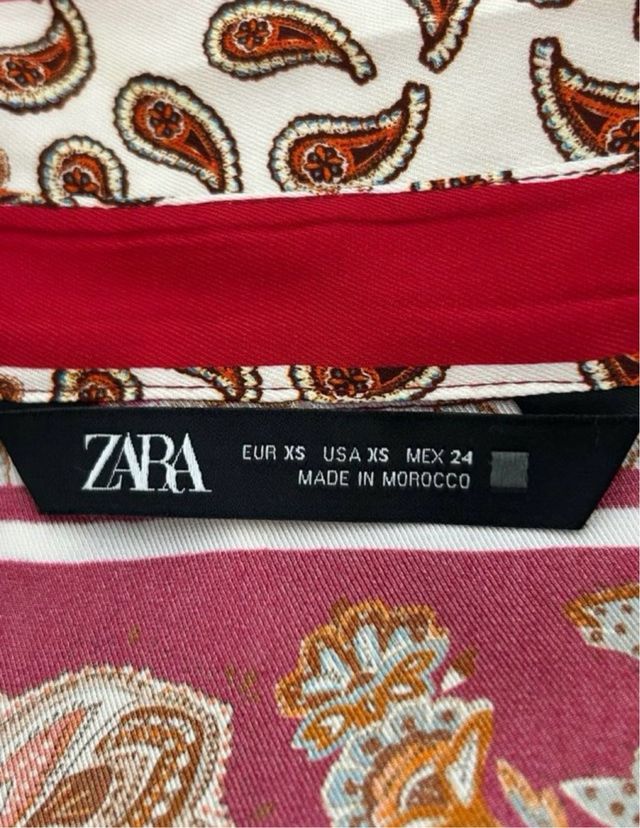 ZARA
EUR XS USA XS MEX 24
MADE IN MOROCCO